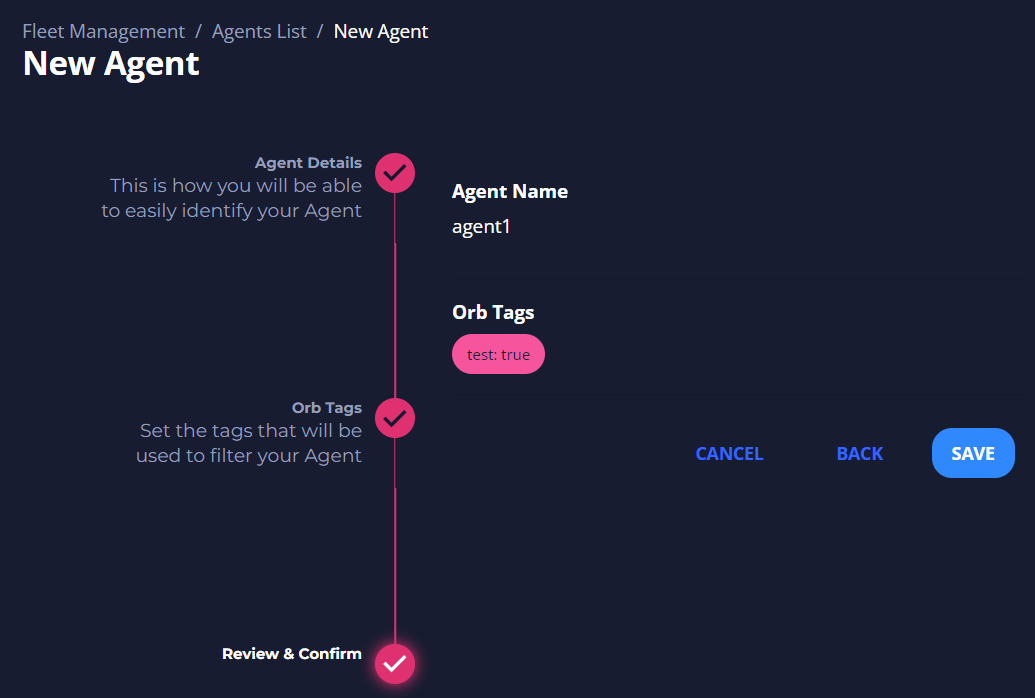 Fleet Management / Agents List / New Agent
New Agent
Agent Details
This is how you will be able
to easily identify your Agent
Agent Name
agent1
Orb Tags
test: true
Orb Tags
Set the tags that will be
used to filter your Agent
CANCEL BACK SAVE
Review & Confirm